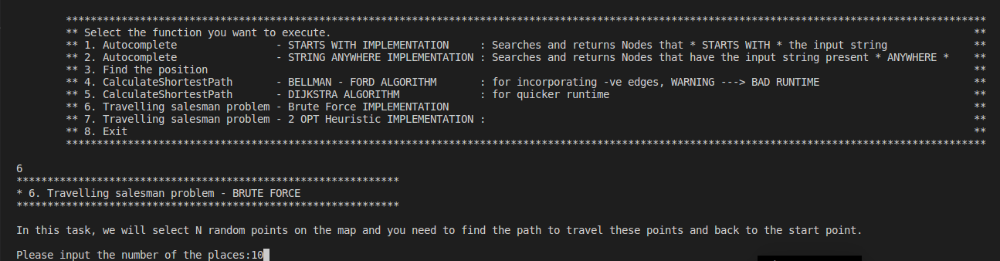 *****************************************************************************************************************************************************
** Select the function you want to execute. **
** 1. Autocomplete - STARTS WITH IMPLEMENTATION : Searches and returns Nodes that * STARTS WITH * the input string **
** 2. Autocomplete - STRING ANYWHERE IMPLEMENTATION : Searches and returns Nodes that have the input string present * ANYWHERE * **
** 3. Find the position **
** 4. CalculateShortestPath - BELLMAN - FORD ALGORITHM : for incorporating -ve edges, WARNING ---> BAD RUNTIME **
** 5. CalculateShortestPath - DIJKSTRA ALGORITHM : for quicker runtime **
** 6. Travelling salesman problem - Brute Force IMPLEMENTATION **
** 7. Travelling salesman problem - 2 OPT Heuristic IMPLEMENTATION : **
** 8. Exit **
*****************************************************************************************************************************************************
6
**************************************************************
* 6. Travelling salesman problem - BRUTE FORCE
**************************************************************
In this task, we will select N random points on the map and you need to find the path to travel these points and back to the start point.
Please input the number of the places:10